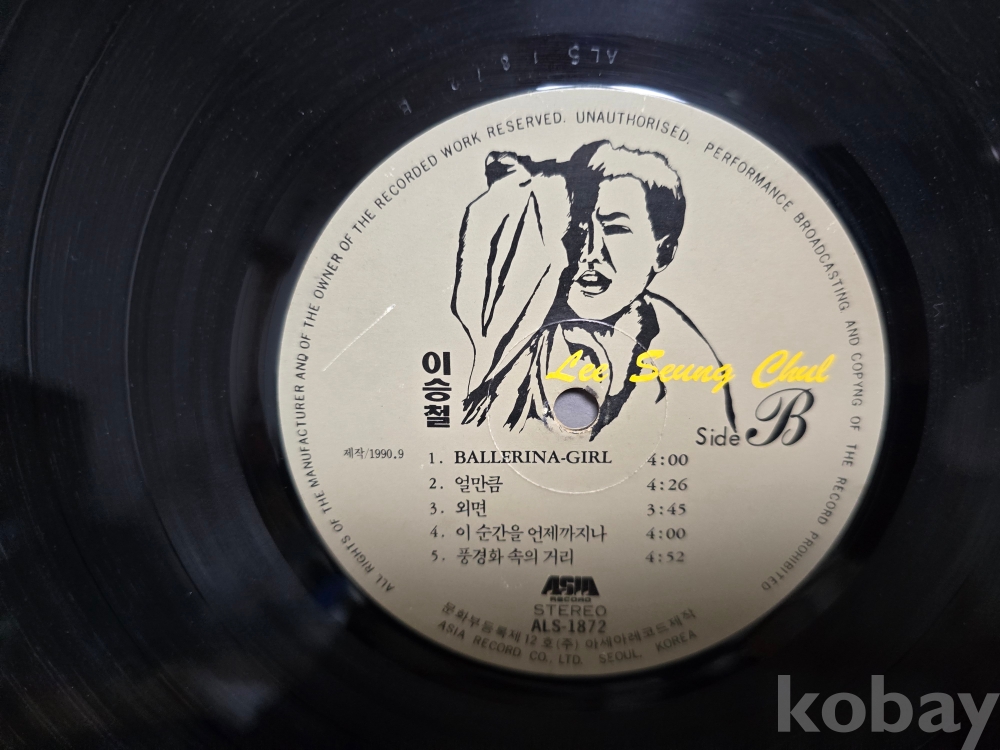 ALS 1872 B
ALL RIGHTS OF THE MANUFACTURER AND OF THE OWNER OF THE RECORDED WORK RESERVED. UNAUTHORISED. PERFORMANCE BROADCASTING AND COPYNG OF THE RECORD PROHIBITED
이승철
Lee Seung Chul
Side B
제작/1990.9
1. BALLERINA-GIRL 4:00
2. 얼만큼 4:26
3. 외면 3:45
4. 이 순간을 언제까지나 4:00
5. 풍경화 속의 거리 4:52
ASIA
RECORD
STEREO
ALS-1872
문화부등록제12호(주)아세아레코드제작
ASIA RECORD CO., LTD. SEOUL, KOREA
kobay